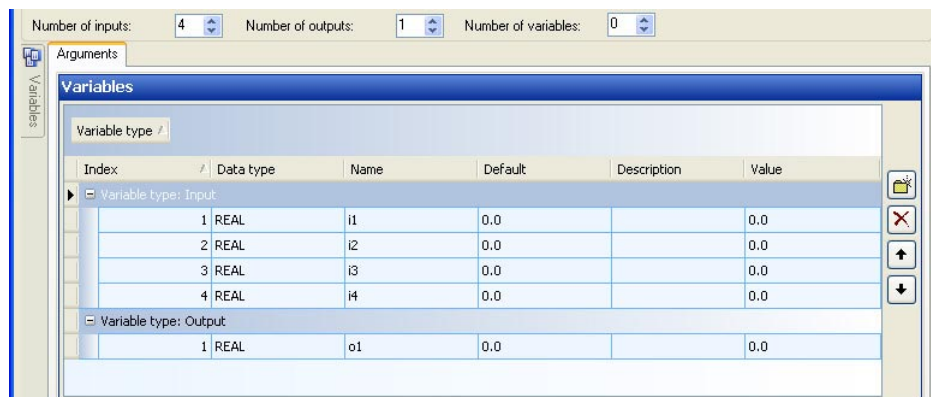 Number of inputs: 4 Number of outputs: 1 Number of variables: 0
Arguments
Variables
Variables
Variable type
Index Data type Name Default Description Value
Variable type: Input
1 REAL i1 0.0 0.0
2 REAL i2 0.0 0.0
3 REAL i3 0.0 0.0
4 REAL i4 0.0 0.0
Variable type: Output
1 REAL o1 0.0 0.0